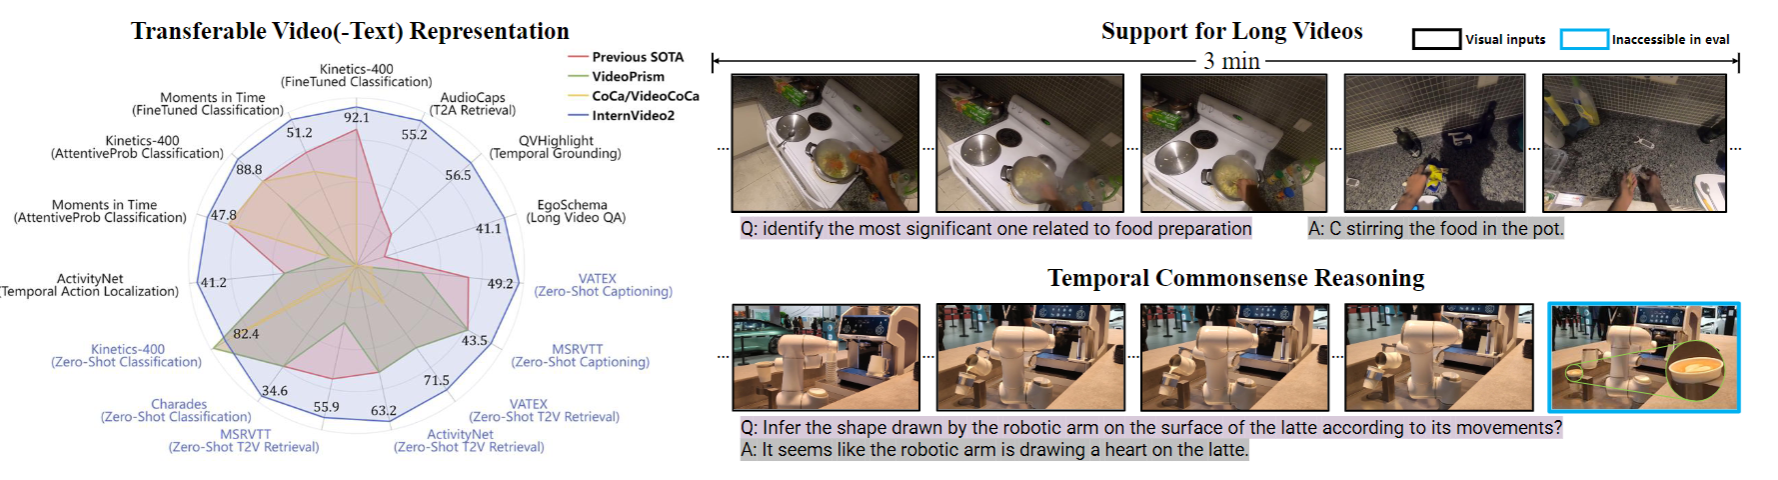 Transferable Video(-Text) Representation
Previous SOTA
VideoPrism
CoCa/VideoCoCa
InternVideo2
Kinetics-400
(FineTuned Classification)
AudioCaps
(T2A Retrieval)
QVHighlight
(Temporal Grounding)
EgoSchema
(Long Video QA)
VATEX
(Zero-Shot Captioning)
MSRVTT
(Zero-Shot Captioning)
VATEX
(Zero-Shot T2V Retrieval)
ActivityNet
(Zero-Shot T2V Retrieval)
MSRVTT
(Zero-Shot T2V Retrieval)
Charades
(Zero-Shot Classification)
Kinetics-400
(Zero-Shot Classification)
ActivityNet
(Temporal Action Localization)
Moments in Time
(AttentiveProb Classification)
Kinetics-400
(AttentiveProb Classification)
Moments in Time
(FineTuned Classification)
92.1
55.2
56.5
41.1
49.2
43.5
71.5
63.2
55.9
34.6
82.4
41.2
47.8
88.8
51.2
Support for Long Videos
Visual inputs
Inaccessible in eval
3 min
... ... ... ... ... ...
Q: identify the most significant one related to food preparation
A: C stirring the food in the pot.
Temporal Commonsense Reasoning
... ... ... ... ...
Q: Infer the shape drawn by the robotic arm on the surface of the latte according to its movements?
A: It seems like the robotic arm is drawing a heart on the latte.